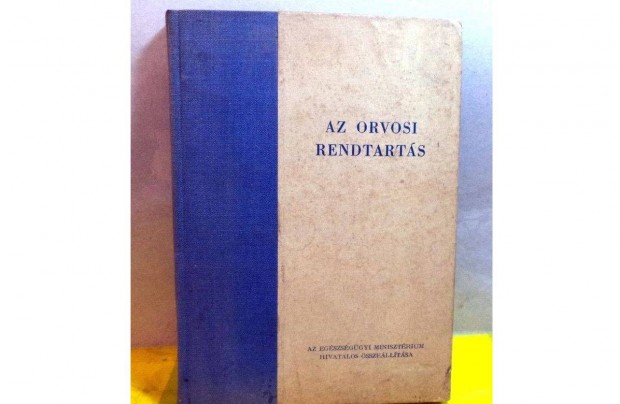 AZ ORVOSI
RENDTARTÁS
AZ EGÉSZSÉGÜGYI MINISZTÉRIUM
HIVATALOS ÖSSZEÁLLÍTÁSA